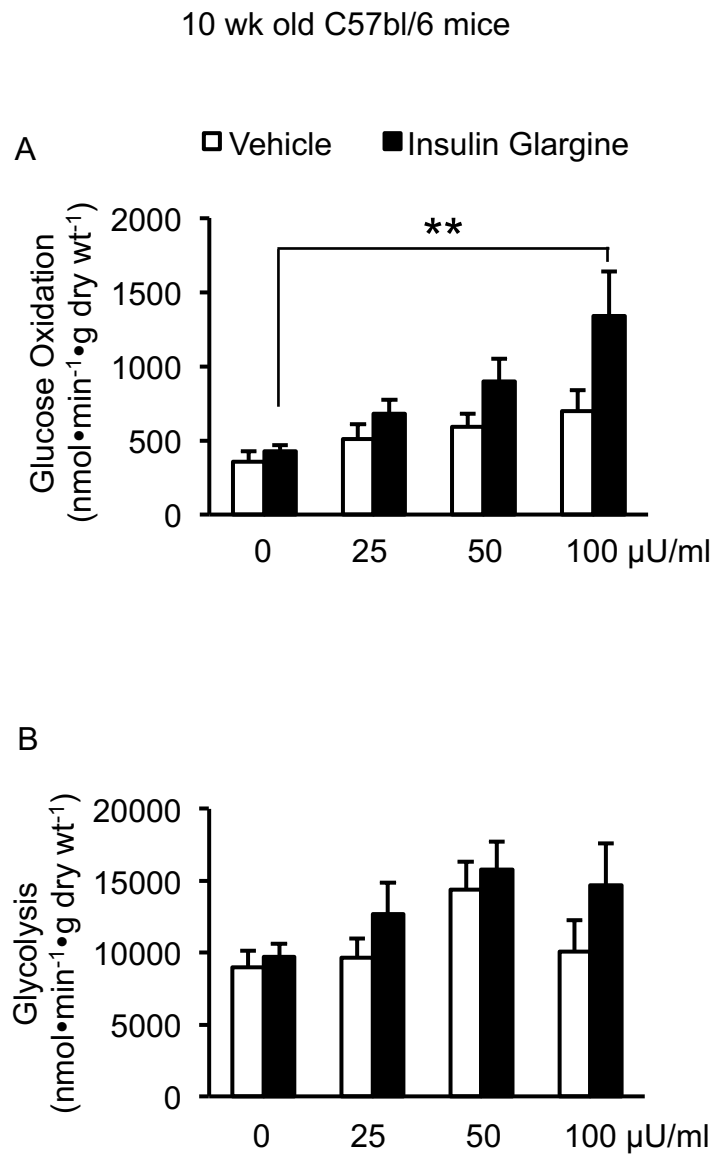 10 wk old C57bl/6 mice
A
Vehicle Insulin Glargine
Glucose Oxidation
(nmol•min⁻¹•g dry wt⁻¹)
2000
1500
1000
500
0
**
0 25 50 100 µU/ml
B
Glycolysis
(nmol•min⁻¹•g dry wt⁻¹)
20000
15000
10000
5000
0
0 25 50 100 µU/ml